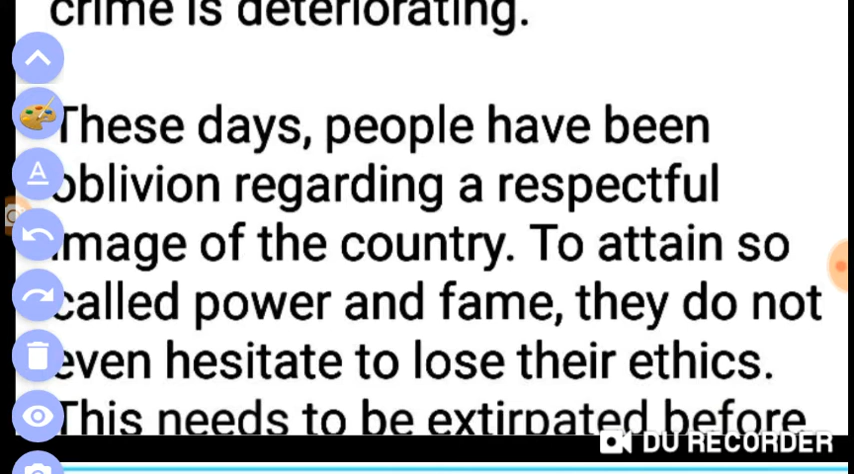 crime is deteriorating.
These days, people have been
oblivion regarding a respectful
image of the country. To attain so
called power and fame, they do not
even hesitate to lose their ethics.
This needs to be extirpated before
A
DU RECORDER